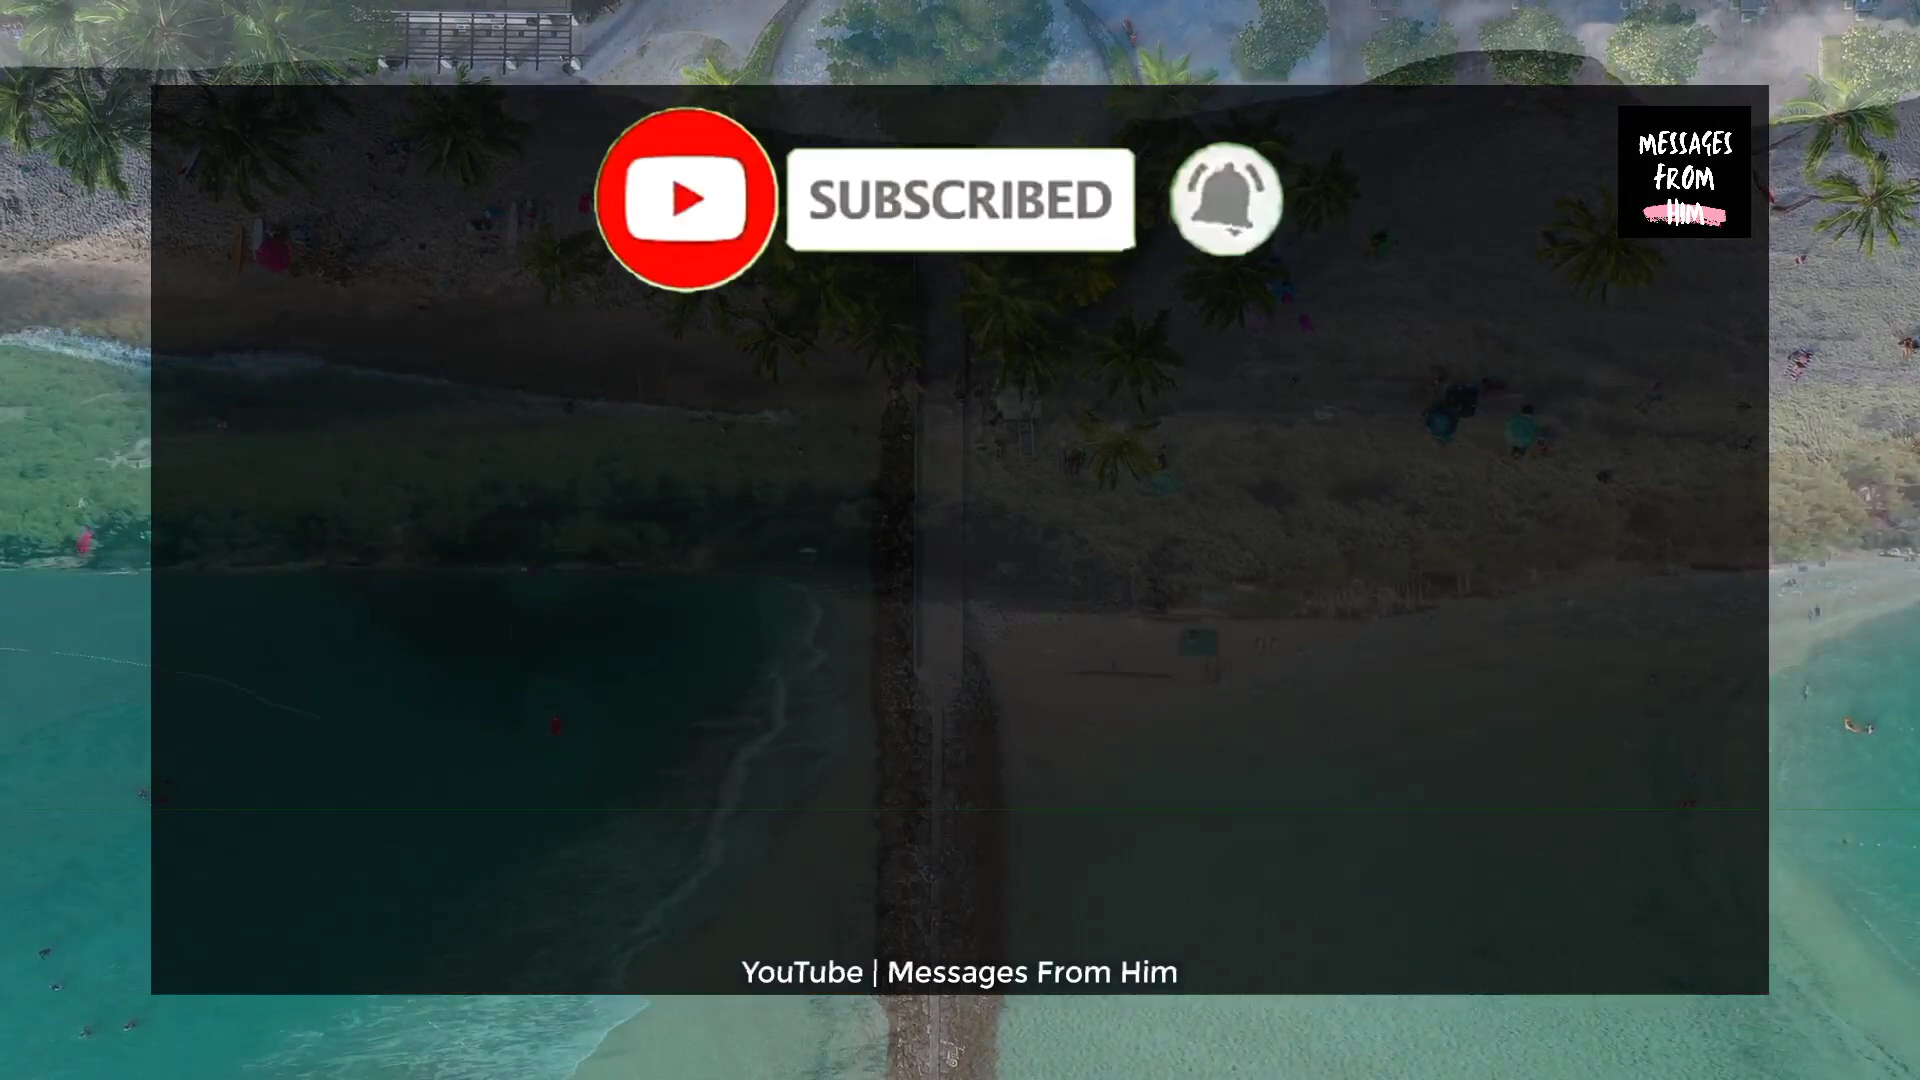 SUBSCRIBED
MESSAGES
FROM
HIM
YouTube | Messages From Him